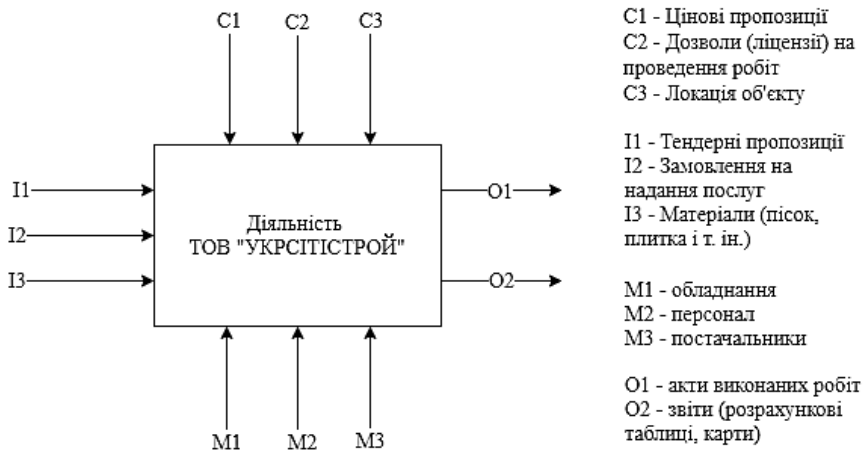 C1 C2 C3
I1
I2
I3
Діяльність
ТОВ "УКРСІТІСТРОЙ"
O1
O2
M1 M2 M3
C1 - Цінові пропозиції
C2 - Дозволи (ліцензії) на
проведення робіт
C3 - Локація об'єкту
I1 - Тендерні пропозиції
I2 - Замовлення на
надання послуг
I3 - Матеріали (пісок,
плитка і т. ін.)
M1 - обладнання
M2 - персонал
M3 - постачальники
O1 - акти виконаних робіт
O2 - звіти (розрахункові
таблиці, карти)